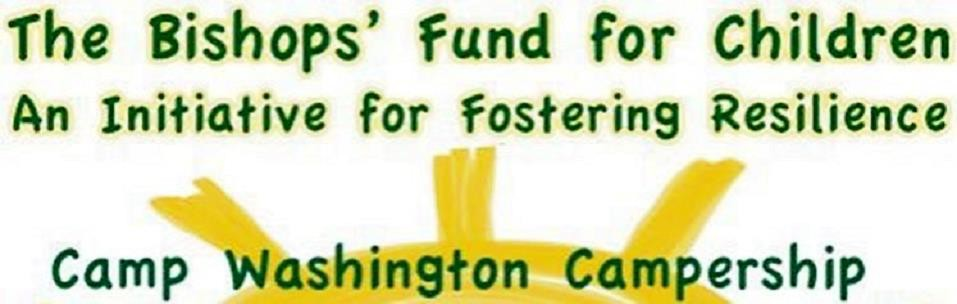 The Bishops' Fund for Children
An Initiative for Fostering Resilience
Camp Washington Campership